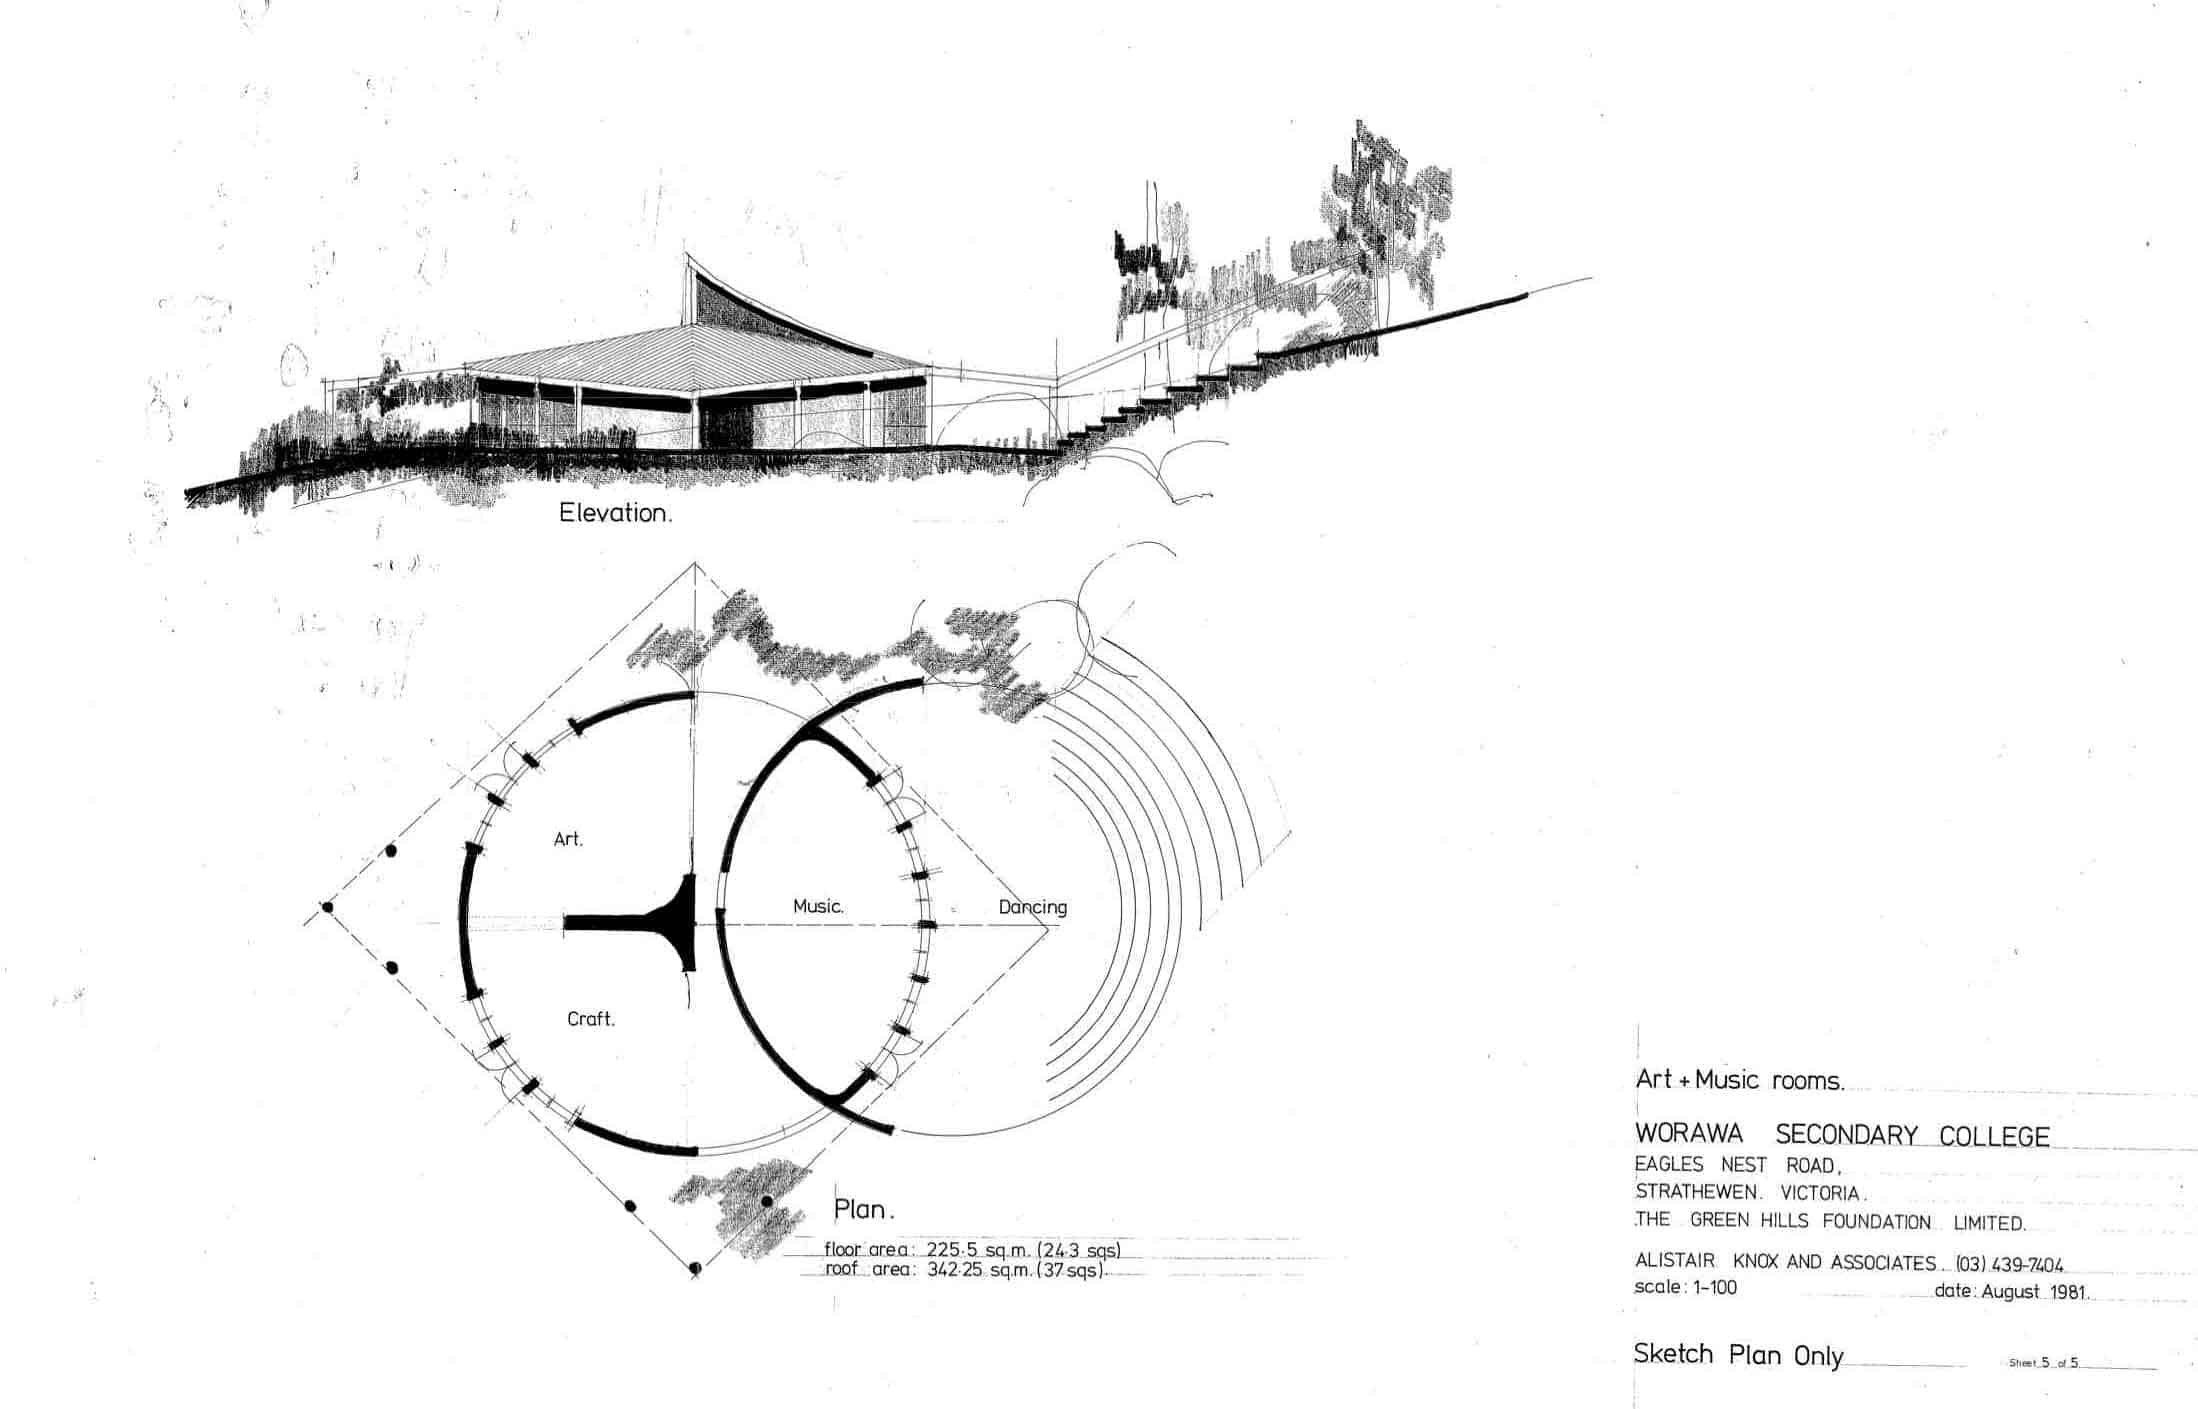 Elevation.
Art.
Music.
Dancing
Craft.
Plan.
floor area: 225·5 sq.m. (24·3 sqs)
roof area: 342·25 sq.m. (37 sqs).
Art + Music rooms.
WORAWA SECONDARY COLLEGE
EAGLES NEST ROAD,
STRATHEWEN. VICTORIA.
THE GREEN HILLS FOUNDATION LIMITED.
ALISTAIR KNOX AND ASSOCIATES. (03) 439-7404
scale: 1-100 date: August 1981.
Sketch Plan Only Sheet 5 of 5